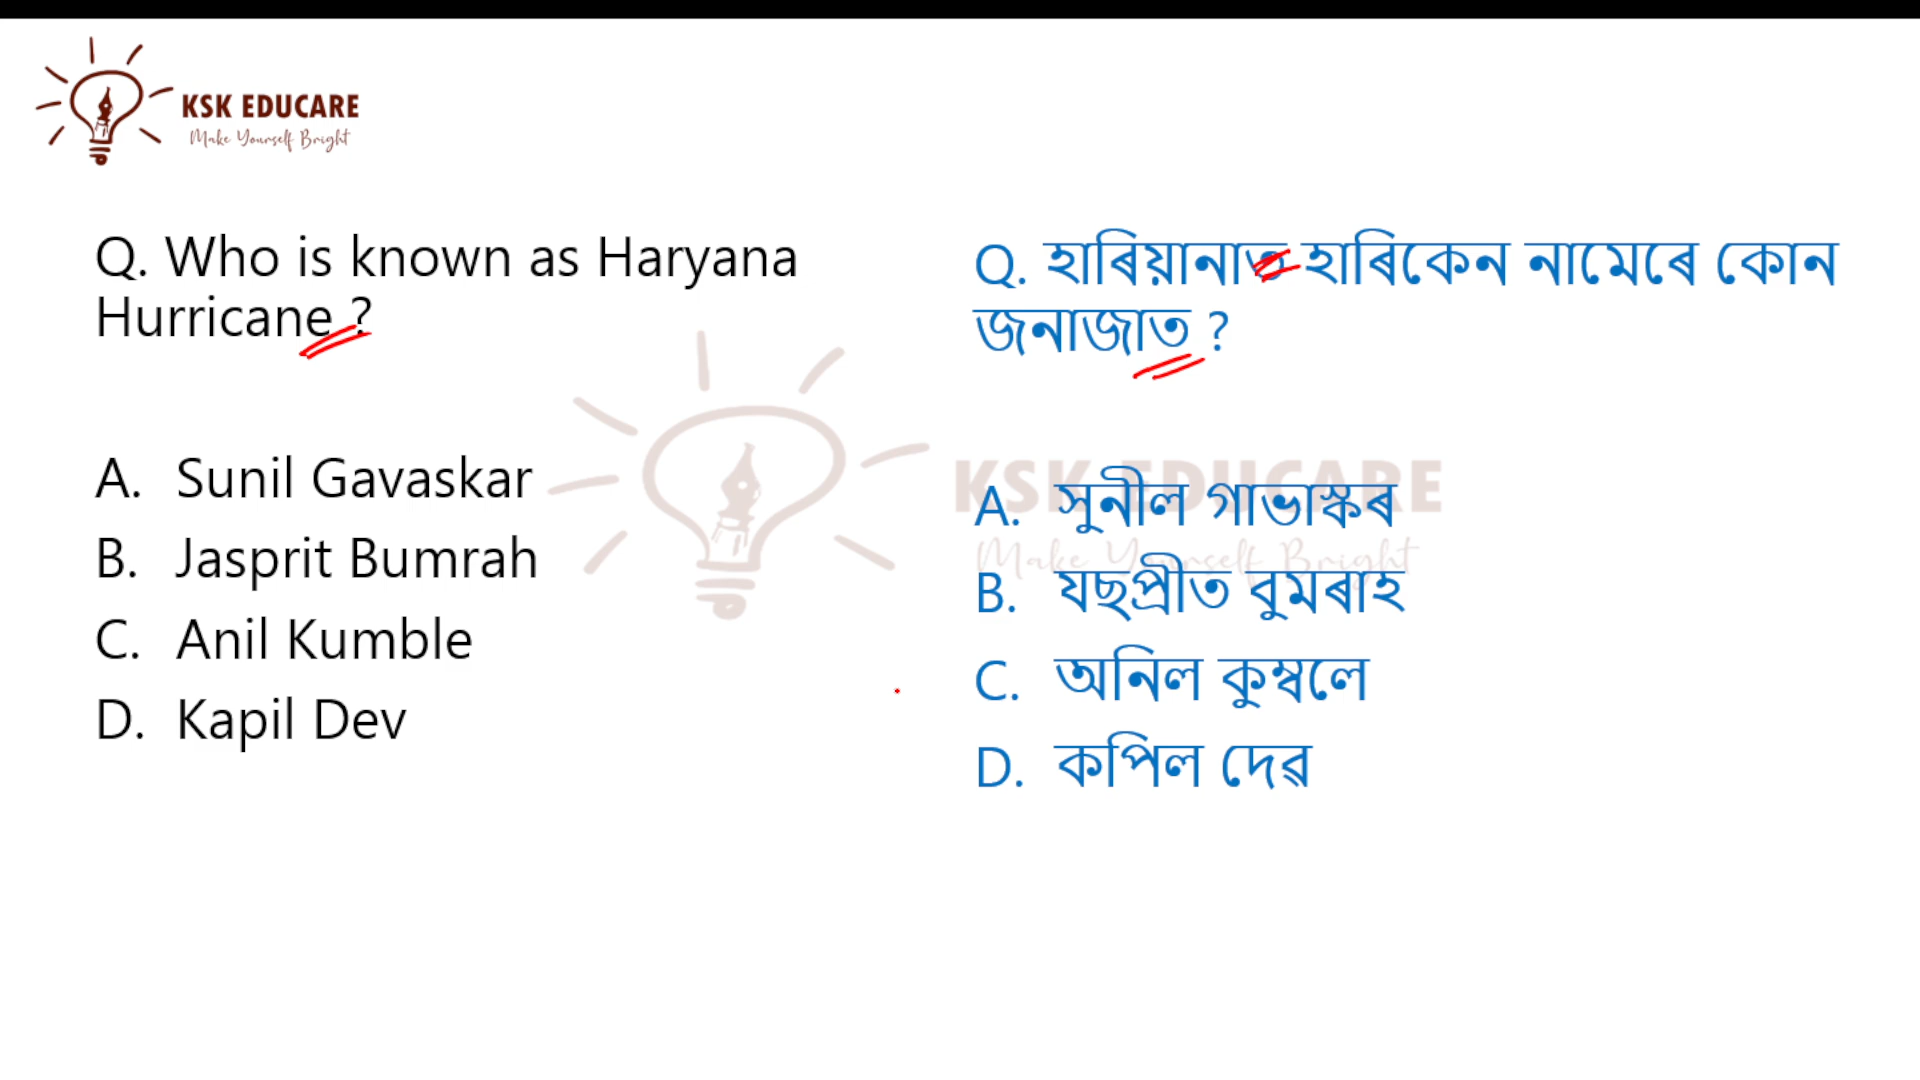 KSK EDUCARE
Make Yourself Bright
Q. Who is known as Haryana
Hurricane ?
A. Sunil Gavaskar
B. Jasprit Bumrah
C. Anil Kumble
D. Kapil Dev
Q. হাৰিয়ানাত হাৰিকেন নামেৰে কোন
জনাজাত ?
KSK EDUCARE
Make Yourself Bright
A. সুনীল গাভাস্কৰ
B. যছপ্ৰীত বুমৰাহ
C. অনিল কুম্বলে
D. কপিল দেৱ